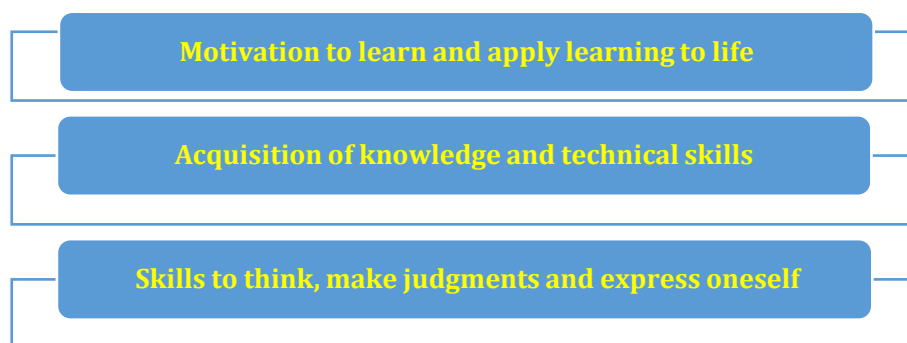 Motivation to learn and apply learning to life
Acquisition of knowledge and technical skills
Skills to think, make judgments and express oneself